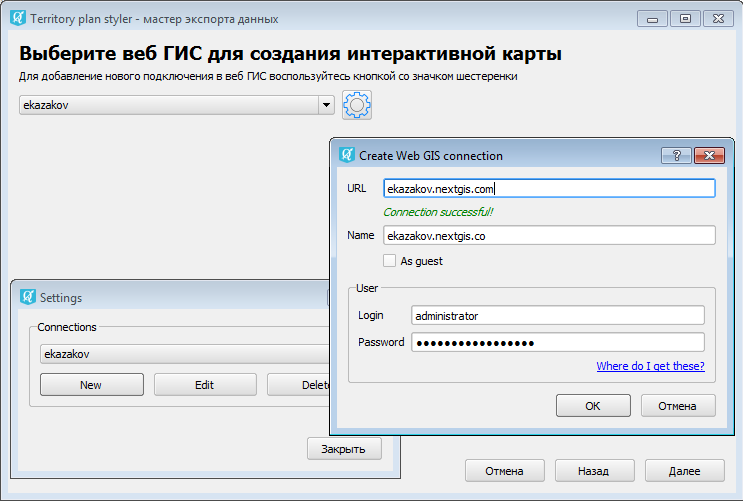 Territory plan styler - мастер экспорта данных
Выберите веб ГИС для создания интерактивной карты
Для добавление нового подключения в веб ГИС воспользуйтесь кнопкой со значком шестеренки
ekazakov
Create Web GIS connection
URL
ekazakov.nextgis.com
Connection successful!
Name
ekazakov.nextgis.co
As guest
User
Login
administrator
Password
●●●●●●●●●●●●●●●●●
Where do I get these?
OK
Отмена
Settings
Connections
ekazakov
New
Edit
Delete
Закрыть
Отмена
Назад
Далее